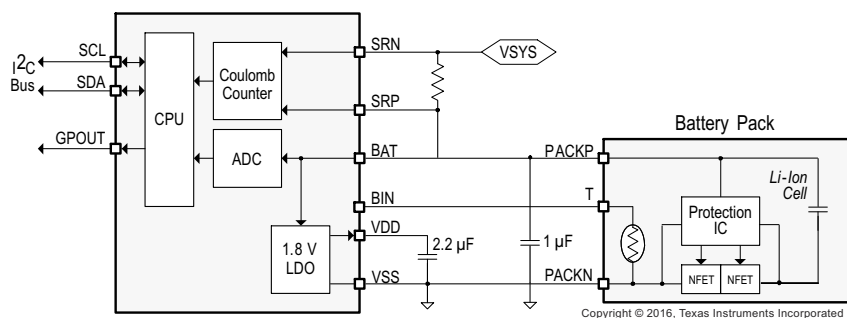 SCL
I2C
Bus
SDA
GPOUT
CPU
Coulomb
Counter
ADC
1.8 V
LDO
SRN
SRP
BAT
BIN
VDD
VSS
VSYS
2.2 µF
1 µF
Battery Pack
PACKP
T
PACKN
Li-Ion
Cell
Protection
IC
NFET
NFET
Copyright © 2016, Texas Instruments Incorporated